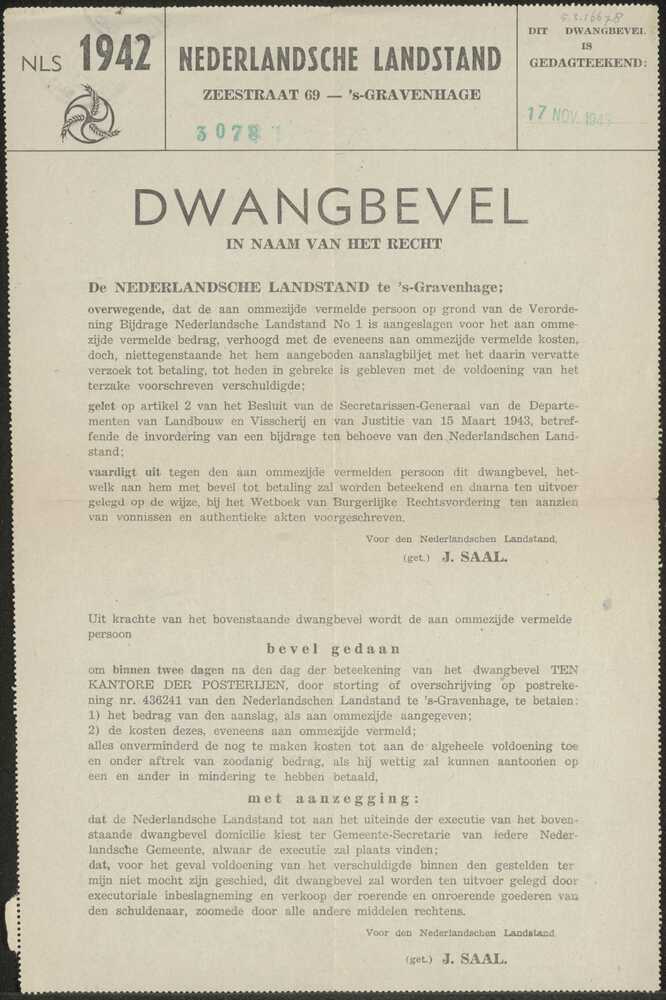 NLS 1942
NEDERLANDSCHE LANDSTAND
ZEESTRAAT 69 — 's-GRAVENHAGE
3078
DIT DWANGBEVEL
IS
GEDAGTEEKEND:
17 NOV. 1943
DWANGBEVEL
IN NAAM VAN HET RECHT
De NEDERLANDSCHE LANDSTAND te 's-Gravenhage;
overwegende, dat de aan ommezijde vermelde persoon op grond van de Verorde-
ning Bijdrage Nederlandsche Landstand No 1 is aangeslagen voor het aan omme-
zijde vermelde bedrag, verhoogd met de eveneens aan ommezijde vermelde kosten,
doch, niettegenstaande het hem aangeboden aanslagbiljet met het daarin vervatte
verzoek tot betaling, tot heden in gebreke is gebleven met de voldoening van het
terzake voorschreven verschuldigde;
gelet op artikel 2 van het Besluit van de Secretarissen-Generaal van de Departe-
menten van Landbouw en Visscherij en van Justitie van 15 Maart 1943, betref-
fende de invordering van een bijdrage ten behoeve van den Nederlandschen Land-
stand;
vaardigt uit tegen den aan ommezijde vermelden persoon dit dwangbevel, het-
welk aan hem met bevel tot betaling zal worden beteekend en daarna ten uitvoer
gelegd op de wijze, bij het Wetboek van Burgerlijke Rechtsvordering ten aanzien
van vonnissen en authentieke akten voorgeschreven.
Voor den Nederlandschen Landstand,
(get.) J. SAAL.
Uit krachte van het bovenstaande dwangbevel wordt de aan ommezijde vermelde
persoon
bevel gedaan
om binnen twee dagen na den dag der beteekening van het dwangbevel TEN
KANTORE DER POSTERIJEN, door storting of overschrijving op postreke-
ning nr. 436241 van den Nederlandschen Landstand te 's-Gravenhage, te betalen:
1) het bedrag van den aanslag, als aan ommezijde aangegeven;
2) de kosten dezes, eveneens aan ommezijde vermeld;
alles onverminderd de nog te maken kosten tot aan de algeheele voldoening toe
en onder aftrek van zoodanig bedrag, als hij wettig zal kunnen aantoonen op
een en ander in mindering te hebben betaald,
met aanzegging:
dat de Nederlandsche Landstand tot aan het uiteinde der executie van het boven-
staande dwangbevel domicilie kiest ter Gemeente-Secretarie van iedere Neder-
landsche Gemeente, alwaar de executie zal plaats vinden;
dat, voor het geval voldoening van het verschuldigde binnen den gestelden ter
mijn niet mocht zijn geschied, dit dwangbevel zal worden ten uitvoer gelegd door
executoriale inbeslagneming en verkoop der roerende en onroerende goederen van
den schuldenaar, zoomede door alle andere middelen rechtens.
Voor den Nederlandschen Landstand
(get.) J. SAAL.